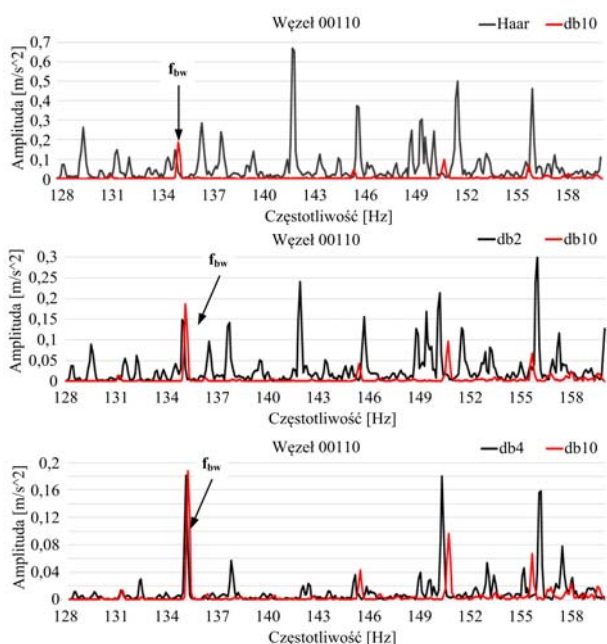 Węzeł 00110
Haar db10
Amplituda [m/s^2]
0,7
0,6
0,5
0,4
0,3
0,2
0,1
0
f_bw
128 131 134 137 140 143 146 149 152 155 158
Częstotliwość [Hz]
Węzeł 00110
db2 db10
Amplituda [m/s^2]
0,3
0,25
0,2
0,15
0,1
0,05
0
f_bw
128 131 134 137 140 143 146 149 152 155 158
Częstotliwość [Hz]
Węzeł 00110
db4 db10
Amplituda [m/s^2]
0,2
0,16
0,12
0,08
0,04
0
f_bw
128 131 134 137 140 143 146 149 152 155 158
Częstotliwość [Hz]